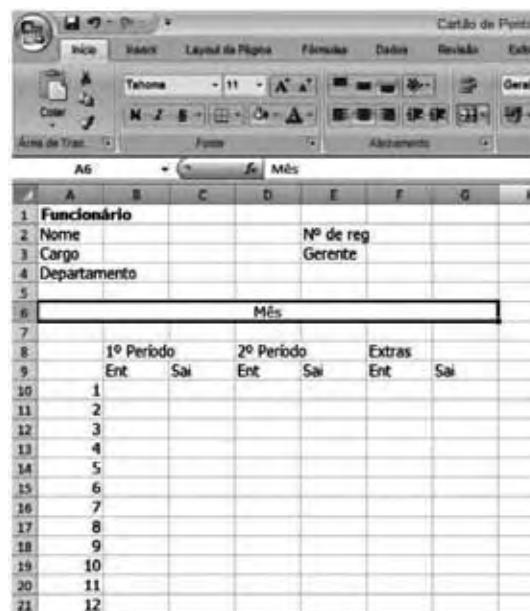 Cartão de Ponto
Início Inserir Layout da Página Fórmulas Dados Revisão
Tahoma 11 A A Geral
Colar N I S A
Área de Tran... Fonte Alinhamento
A6 fx Mês
A B C D E F G
1 Funcionário
2 Nome Nº de reg
3 Cargo Gerente
4 Departamento
5
6 Mês
7
8 1º Período 2º Período Extras
9 Ent Sai Ent Sai Ent Sai
10 1
11 2
12 3
13 4
14 5
15 6
16 7
17 8
18 9
19 10
20 11
21 12